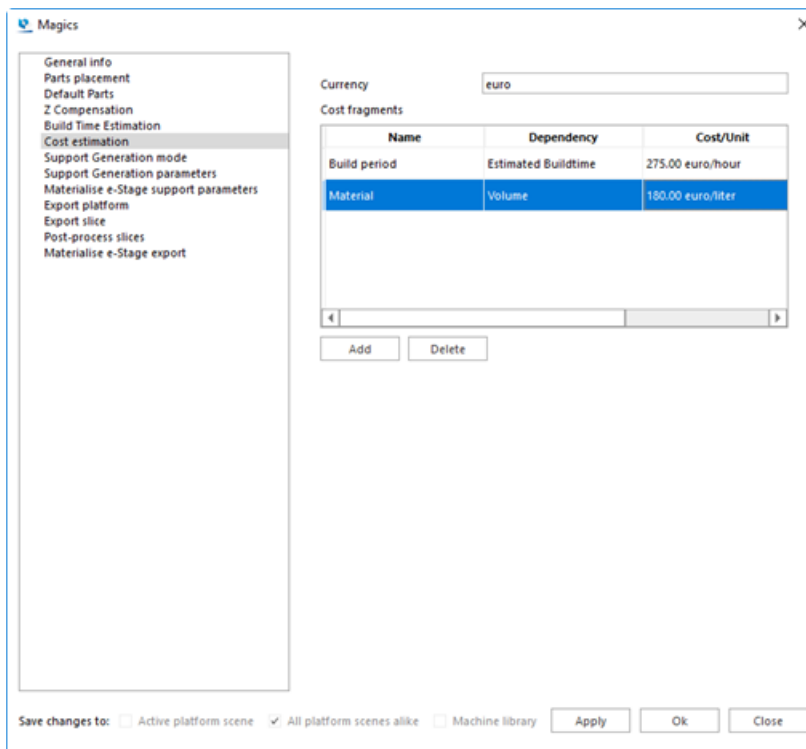 Magics
General info
Parts placement
Default Parts
Z Compensation
Build Time Estimation
Cost estimation
Support Generation mode
Support Generation parameters
Materialise e-Stage support parameters
Export platform
Export slice
Post-process slices
Materialise e-Stage export
Currency euro
Cost fragments
Name Dependency Cost/Unit
Build period Estimated Buildtime 275.00 euro/hour
Material Volume 180.00 euro/liter
Add Delete
Save changes to: Active platform scene All platform scenes alike Machine library Apply Ok Close